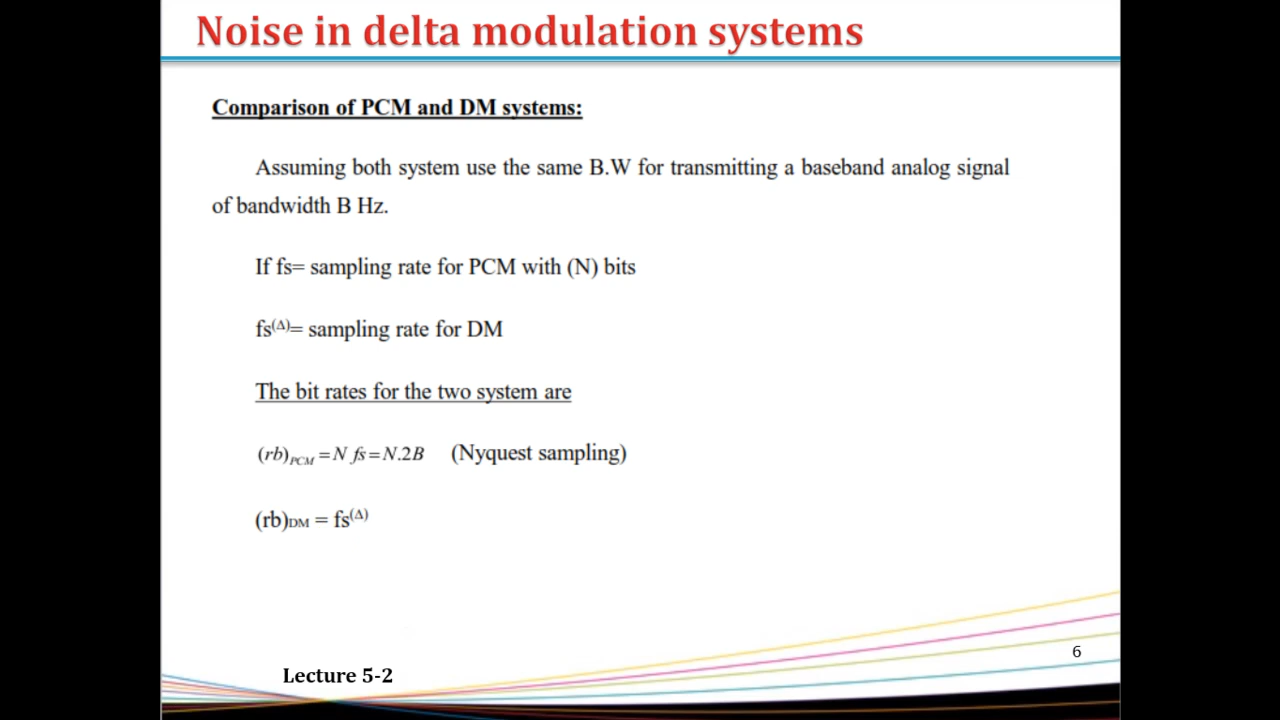 Noise in delta modulation systems
Comparison of PCM and DM systems:
Assuming both system use the same B.W for transmitting a baseband analog signal
of bandwidth B Hz.
If fs= sampling rate for PCM with (N) bits
fs(Δ)= sampling rate for DM
The bit rates for the two system are
(rb)PCM = N fs = N.2B (Nyquest sampling)
(rb)DM = fs(Δ)
6
Lecture 5-2